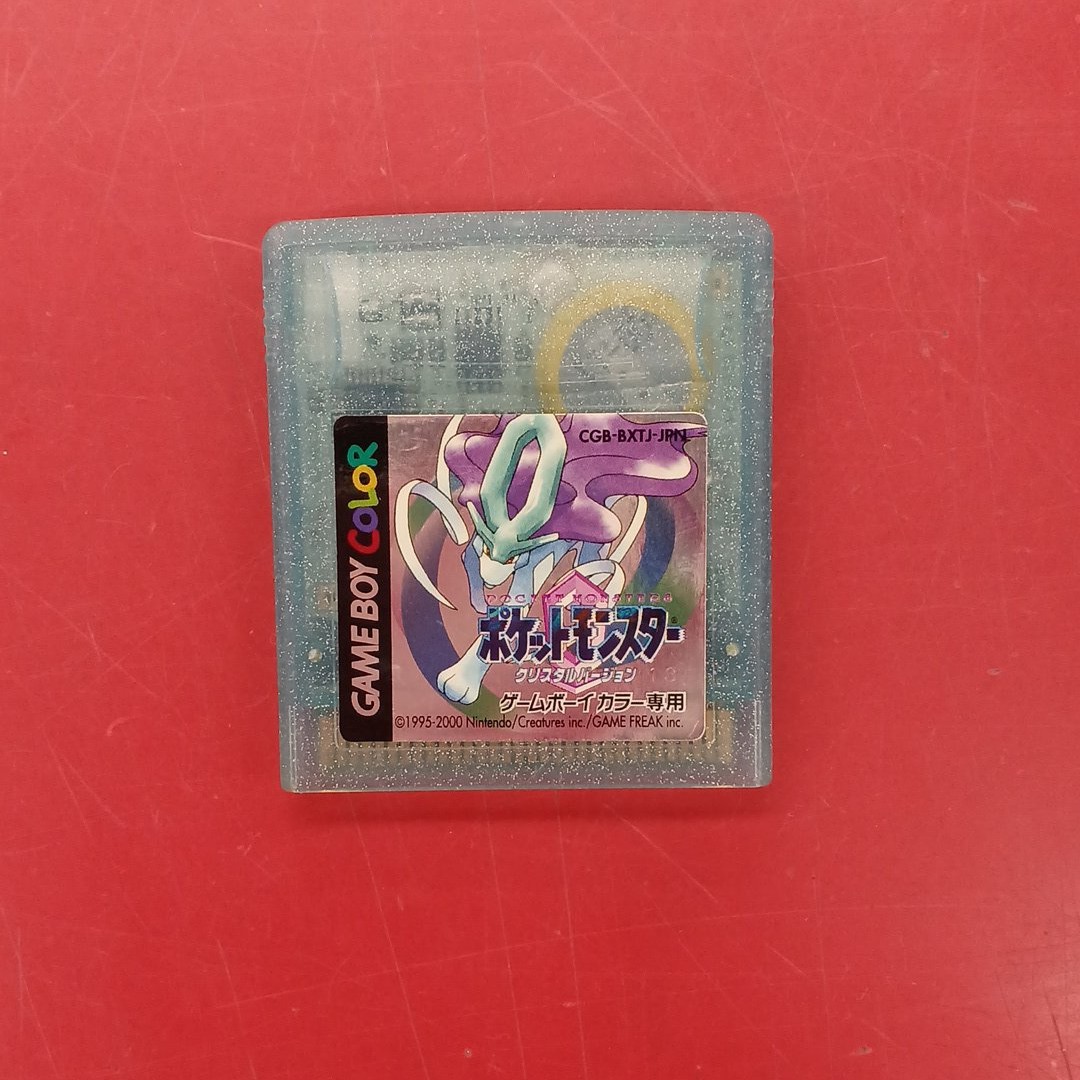 CGB-BXTJ-JPN
GAME BOY COLOR
POCKET MONSTERS
ポケットモンスター
クリスタルバージョン
ゲームボーイカラー専用
©1995-2000 Nintendo/Creatures inc./GAME FREAK inc.